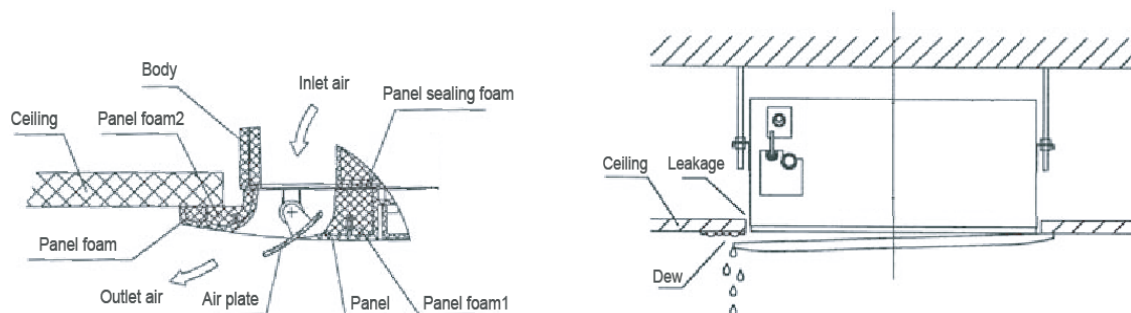 Body
Inlet air
Panel sealing foam
Ceiling
Panel foam2
Panel foam
Outlet air
Air plate
Panel
Panel foam1
Ceiling
Leakage
Dew